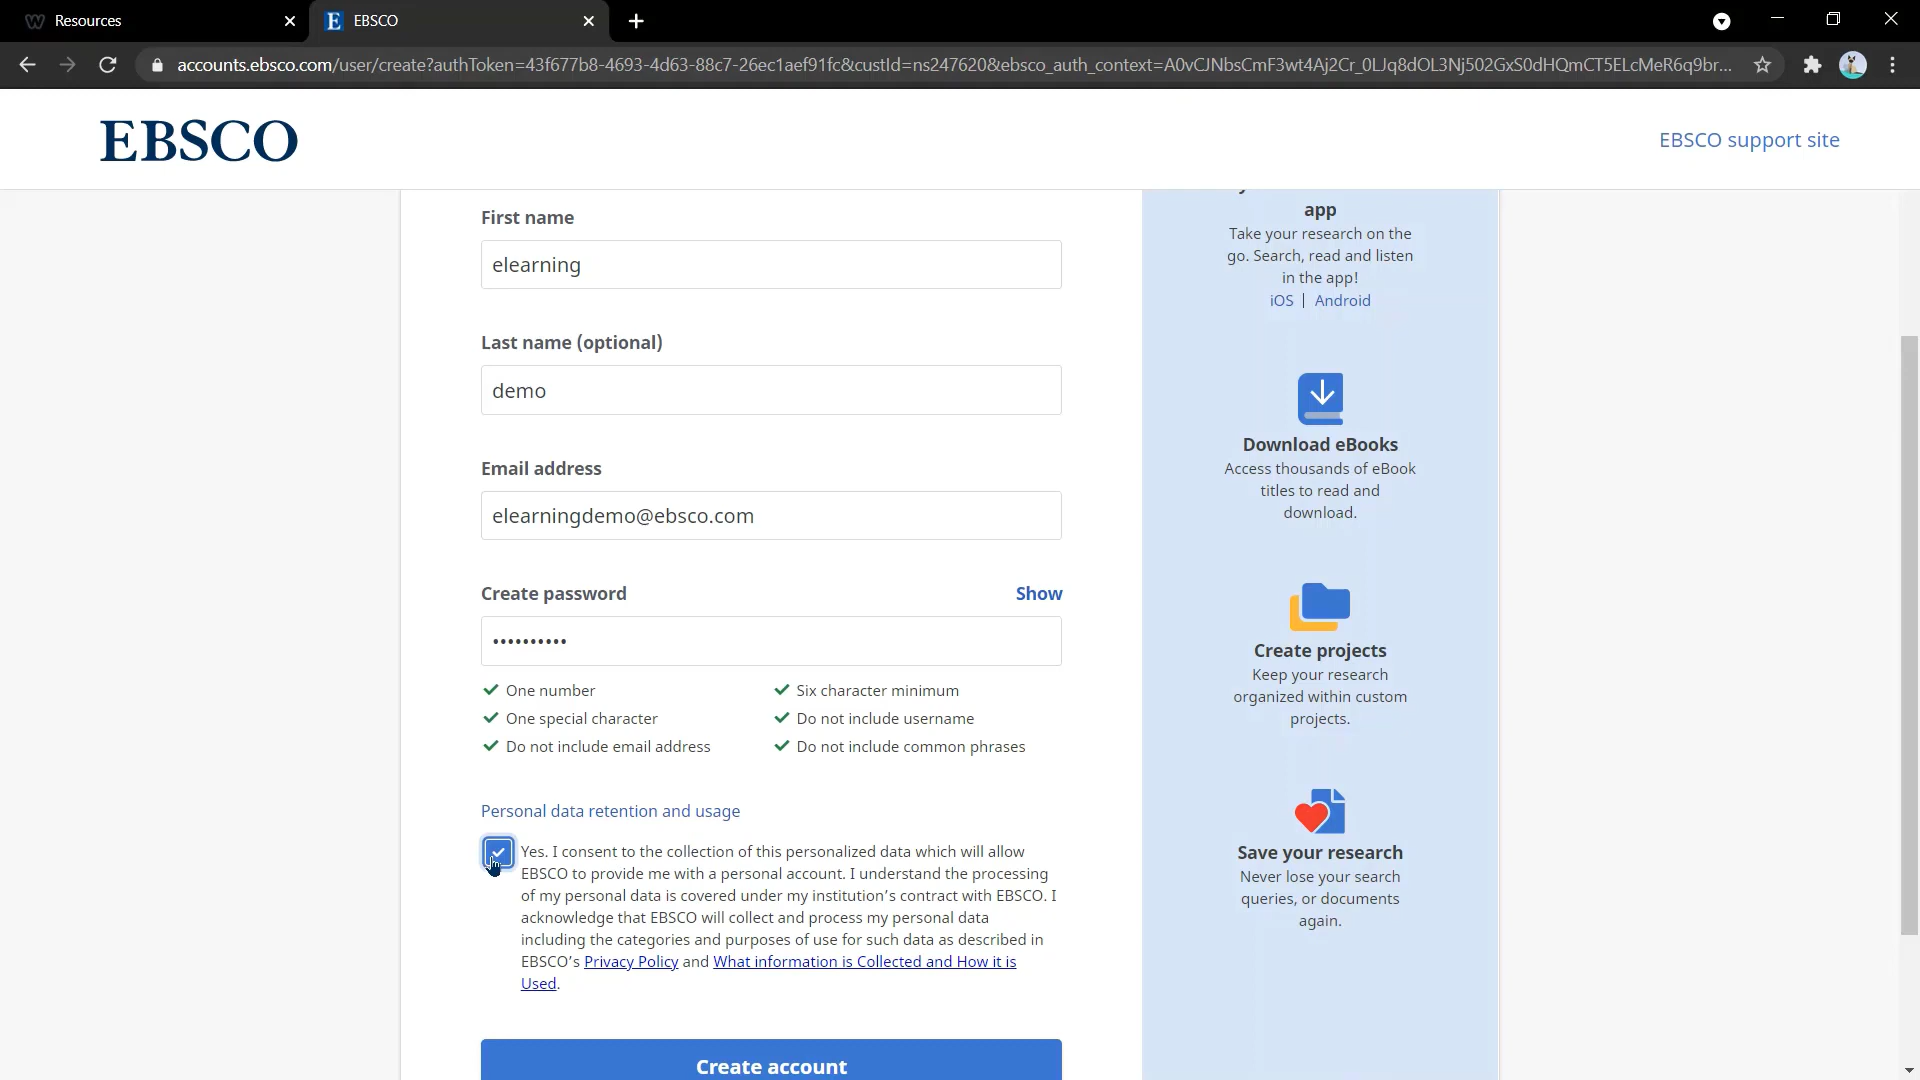 Resources
EBSCO
accounts.ebsco.com/user/create?authToken=43f677b8-4693-4d63-88c7-26ec1aef91fc&custId=ns247620&ebsco_auth_context=A0vCJNbsCmF3wt4Aj2Cr_0LJq8dOL3Nj502GxS0dHQmCT5ELcMeR6q9br...
EBSCO
EBSCO support site
First name
elearning
Last name (optional)
demo
Email address
elearningdemo@ebsco.com
Create password
Show
••••••••••
One number
Six character minimum
One special character
Do not include username
Do not include email address
Do not include common phrases
Personal data retention and usage
Yes. I consent to the collection of this personalized data which will allow
EBSCO to provide me with a personal account. I understand the processing
of my personal data is covered under my institution's contract with EBSCO. I
acknowledge that EBSCO will collect and process my personal data
including the categories and purposes of use for such data as described in
EBSCO's Privacy Policy and What information is Collected and How it is
Used.
Create account
app
Take your research on the
go. Search, read and listen
in the app!
iOS | Android
Download eBooks
Access thousands of eBook
titles to read and
download.
Create projects
Keep your research
organized within custom
projects.
Save your research
Never lose your search
queries, or documents
again.